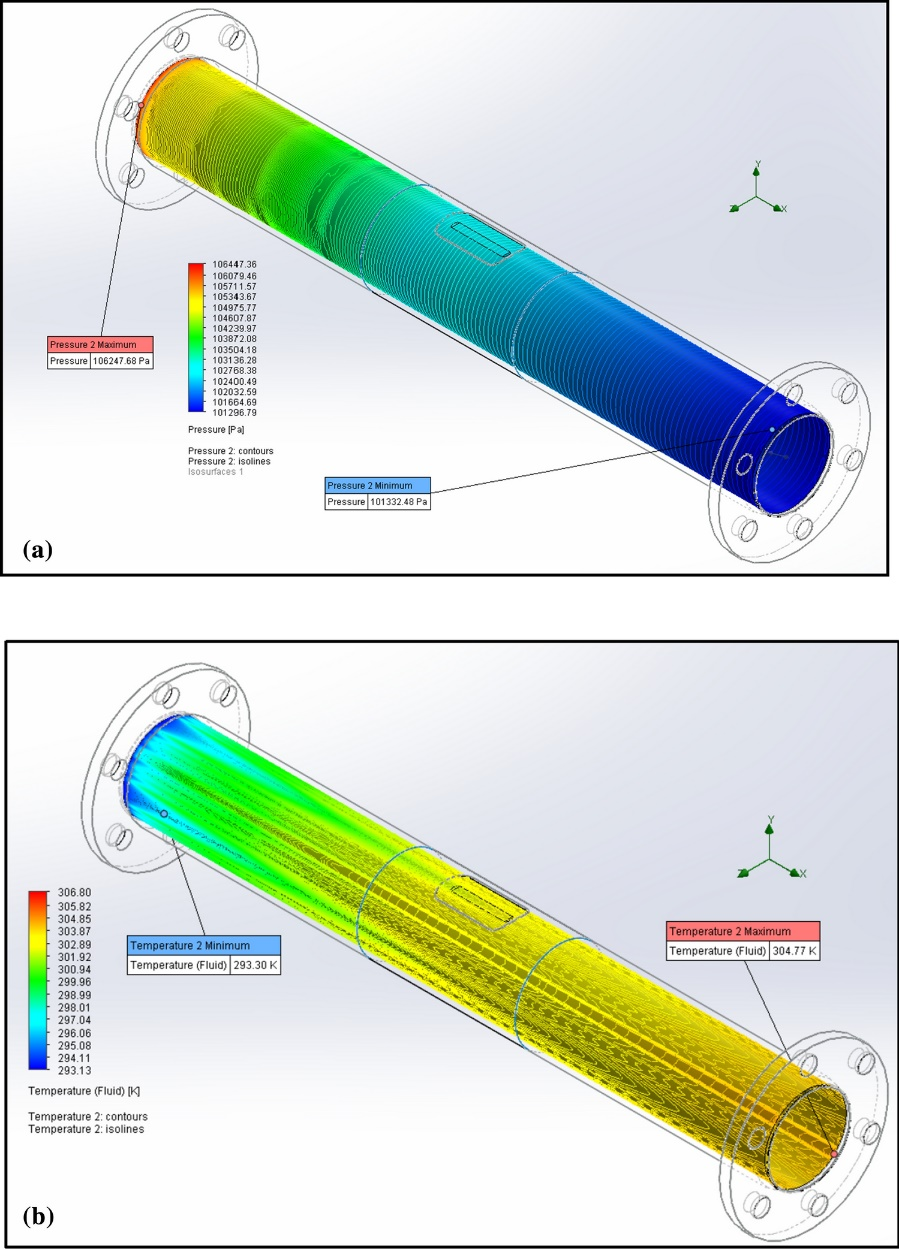 Y
Z
X
106447.36
106079.46
105711.57
105343.67
104975.77
104607.87
104239.97
103872.08
103504.18
103136.28
102768.38
102400.49
102032.59
101664.69
101296.79
Pressure [Pa]
Pressure 2: contours
Pressure 2: isolines
Isosurfaces 1
Pressure 2 Maximum
Pressure 106247.68 Pa
Pressure 2 Minimum
Pressure 101332.48 Pa
(a)
Y
Z
X
306.80
305.82
304.85
303.87
302.89
301.92
300.94
299.96
298.99
298.01
297.04
296.06
295.08
294.11
293.13
Temperature (Fluid) [K]
Temperature 2: contours
Temperature 2: isolines
Temperature 2 Minimum
Temperature (Fluid) 293.30 K
Temperature 2 Maximum
Temperature (Fluid) 304.77 K
(b)